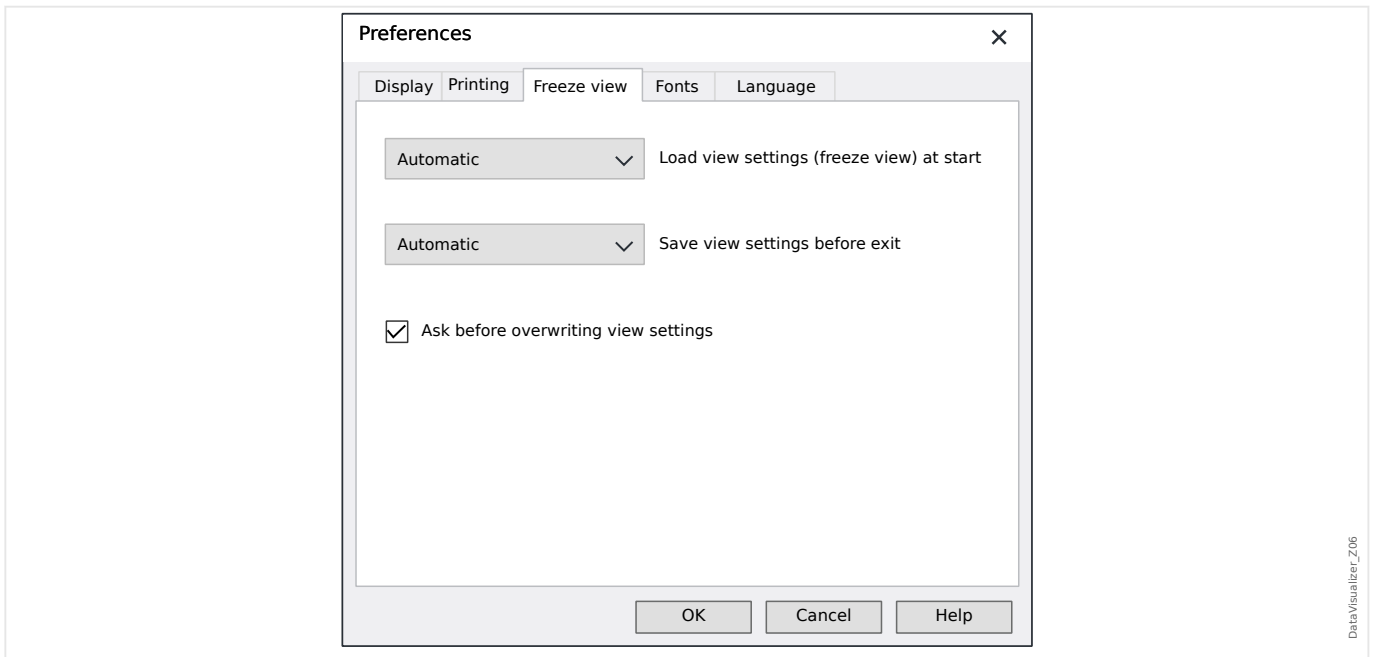 Preferences
Display Printing Freeze view Fonts Language
Automatic Load view settings (freeze view) at start
Automatic Save view settings before exit
Ask before overwriting view settings
OK Cancel Help
DataVisualizer_Z06